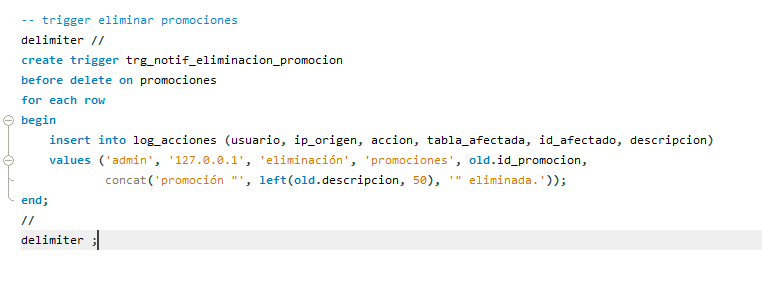 -- trigger eliminar promociones
delimiter //
create trigger trg_notif_eliminacion_promocion
before delete on promociones
for each row
begin
    insert into log_acciones (usuario, ip_origen, accion, tabla_afectada, id_afectado, descripcion)
    values ('admin', '127.0.0.1', 'eliminación', 'promociones', old.id_promocion,
            concat('promoción "', left(old.descripcion, 50), '" eliminada.'));
end;
//
delimiter ;